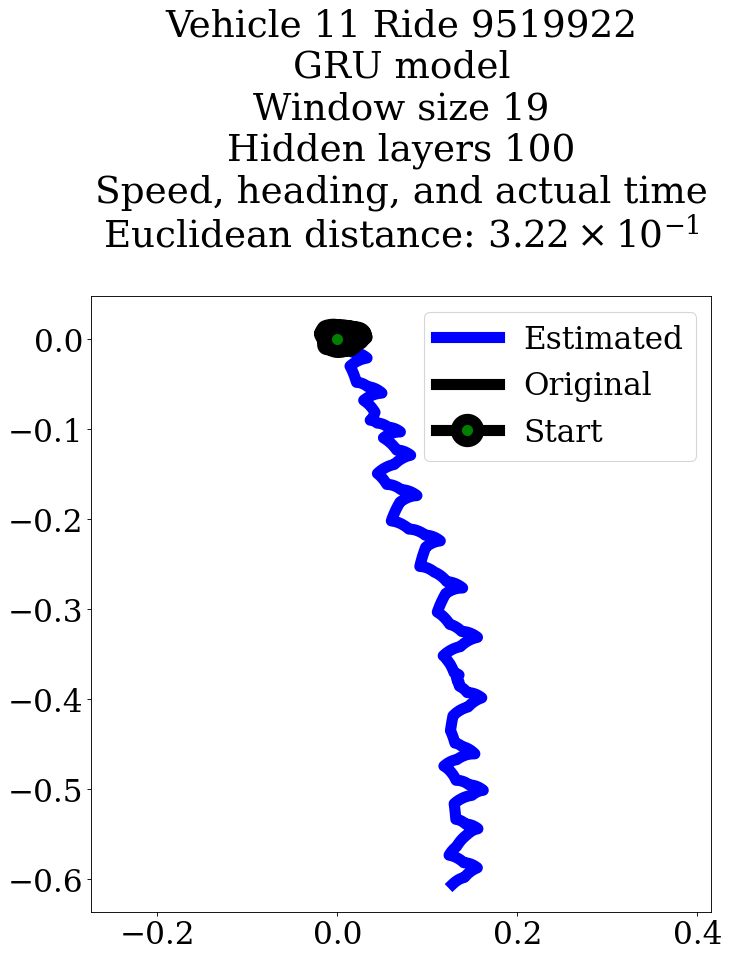 Vehicle 11 Ride 9519922
GRU model
Window size 19
Hidden layers 100
Speed, heading, and actual time
Euclidean distance: 3.22 × 10⁻¹
Estimated
Original
Start
0.0
−0.1
−0.2
−0.3
−0.4
−0.5
−0.6
−0.2
0.0
0.2
0.4